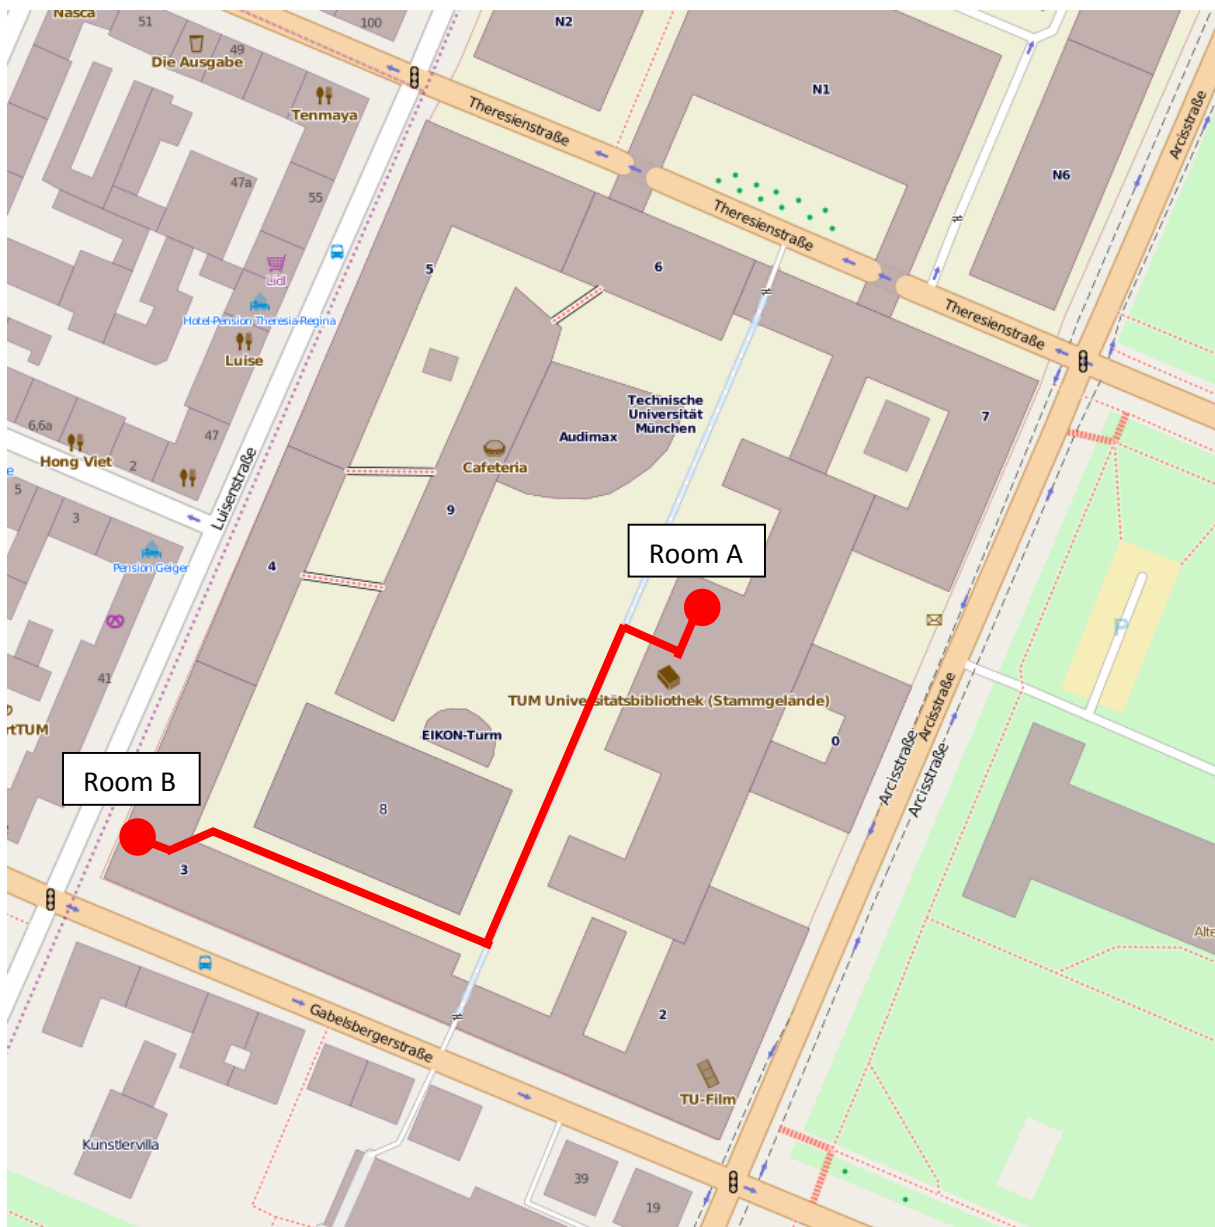 Nasca
51
100
N2
49
Die Ausgabe
Tenmaya
Theresienstraße
N1
Arcisstraße
47a
55
N6
Theresienstraße
5
6
Lidl
Hotel-Pension Theresia-Regina
Luise
Theresienstraße
Technische
Universität
München
7
6,6a
47
Audimax
Hong Viet
2
Cafeteria
e
5
3
Luisenstraße
9
Pension Geiger
4
Room A
P
41
TUM Universitätsbibliothek (Stammgelände)
rtTUM
EIKON-Turm
0
Arcisstraße
Arcisstraße
Arcisstraße
Room B
8
3
Alte
Gabelsbergerstraße
2
TU-Film
Künstlervilla
39
19